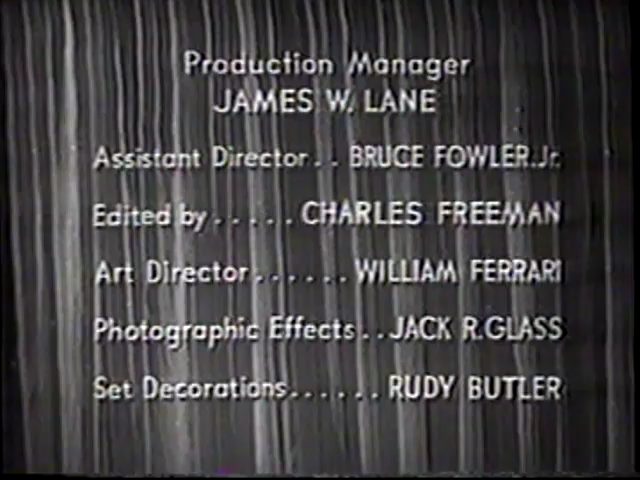 Production Manager
JAMES W. LANE
Assistant Director.. BRUCE FOWLER.Jr.
Edited by..... CHARLES FREEMAN
Art Director...... WILLIAM FERRARI
Photographic Effects.. JACK R.GLASS
Set Decorations...... RUDY BUTLER